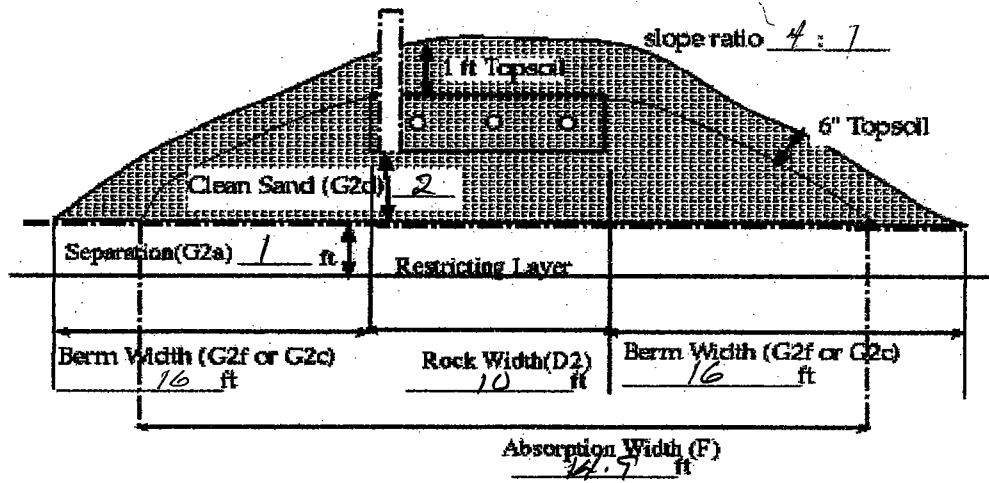 slope ratio 4 : 1
1 ft Topsoil
6" Topsoil
Clean Sand (G2d) 2
Separation(G2a) 1 ft
Restricting Layer
Berm Width (G2f or G2c)
16 ft
Rock Width(D2)
10 ft
Berm Width (G2f or G2c)
16 ft
Absorption Width (F)
ft